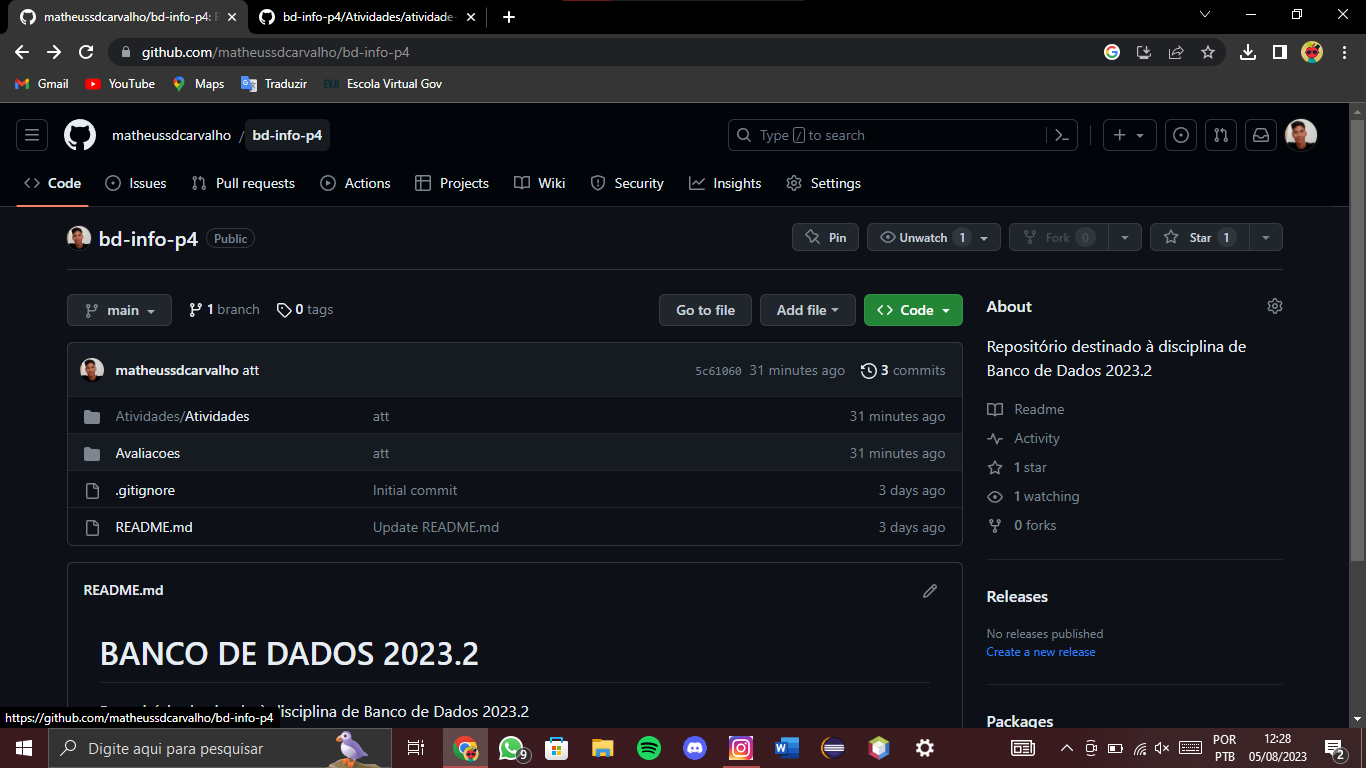 matheussdcarvalho/bd-info-p4: R
bd-info-p4/Atividades/atividade-
github.com/matheussdcarvalho/bd-info-p4
Gmail
YouTube
Maps
Traduzir
Escola Virtual Gov
matheussdcarvalho / bd-info-p4
Type / to search
Code
Issues
Pull requests
Actions
Projects
Wiki
Security
Insights
Settings
bd-info-p4 Public
Pin
Unwatch 1
Fork 0
Star 1
main
1 branch
0 tags
Go to file
Add file
Code
matheussdcarvalho att
5c61060 31 minutes ago 3 commits
Atividades/Atividades att 31 minutes ago
Avaliacoes att 31 minutes ago
.gitignore Initial commit 3 days ago
README.md Update README.md 3 days ago
README.md
BANCO DE DADOS 2023.2
disciplina de Banco de Dados 2023.2
About
Repositório destinado à disciplina de
Banco de Dados 2023.2
Readme
Activity
1 star
1 watching
0 forks
Releases
No releases published
Create a new release
Packages
https://github.com/matheussdcarvalho/bd-info-p4
Digite aqui para pesquisar
9
POR
PTB
12:28
05/08/2023
2